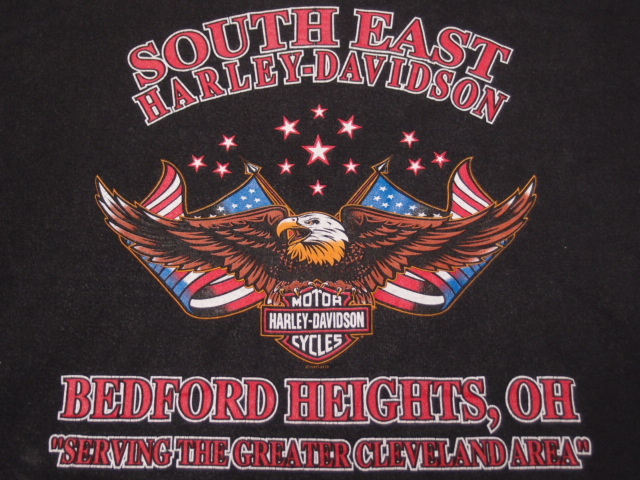 SOUTH EAST
HARLEY-DAVIDSON
MOTOR
HARLEY-DAVIDSON
CYCLES
BEDFORD HEIGHTS, OH
"SERVING THE GREATER CLEVELAND AREA"